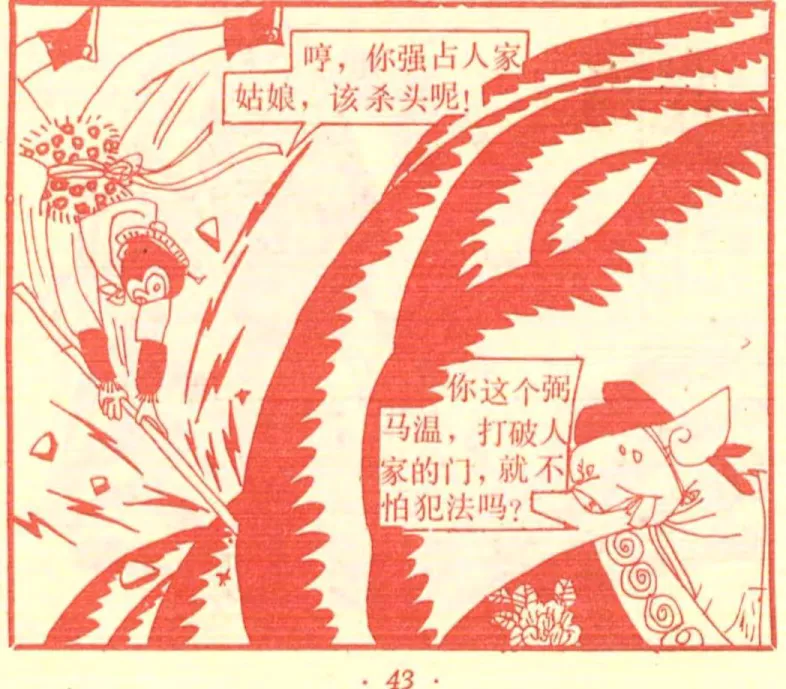 哼，你强占人家
姑娘，该杀头呢！
你这个弼
马温，打破人
家的门，就不
怕犯法吗？
· 43 ·